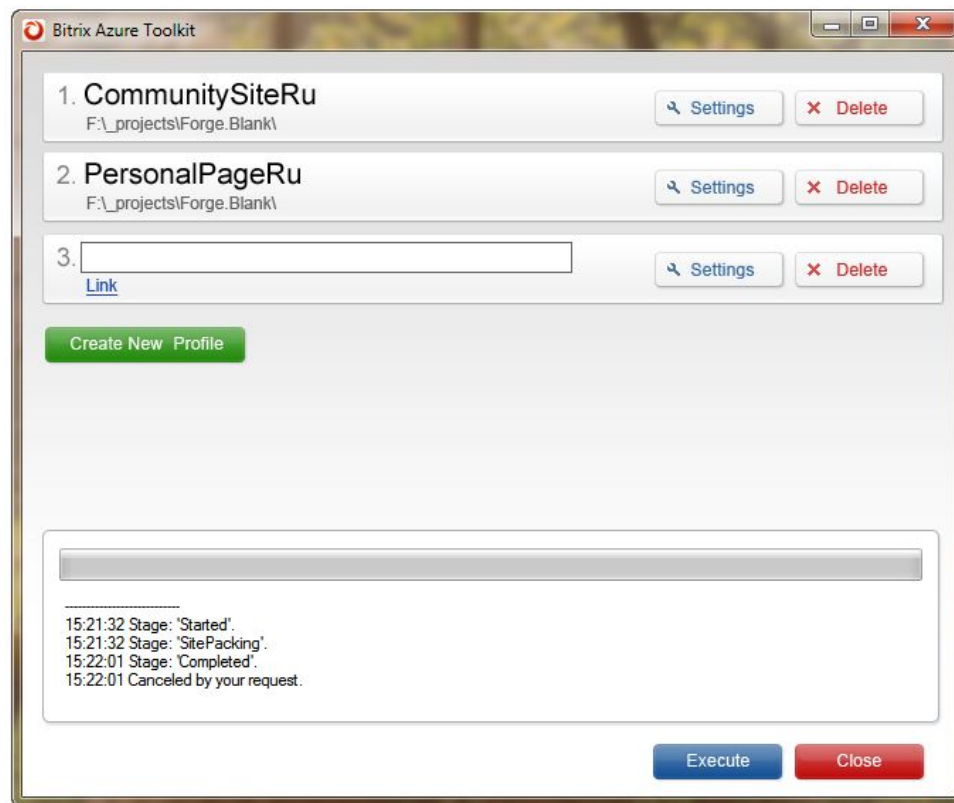 Bitrix Azure Toolkit
1. CommunitySiteRu
F:\_projects\Forge.Blank\
Settings
Delete
2. PersonalPageRu
F:\_projects\Forge.Blank\
Settings
Delete
3.
Link
Settings
Delete
Create New Profile
---------------------------
15:21:32 Stage: 'Started'.
15:21:32 Stage: 'SitePacking'.
15:22:01 Stage: 'Completed'.
15:22:01 Canceled by your request.
Execute
Close